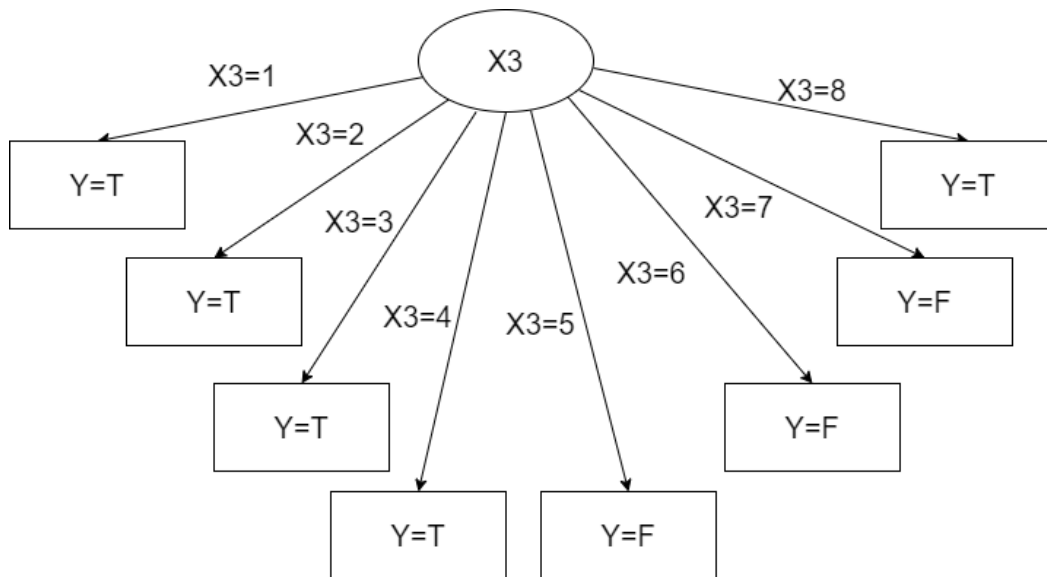 X3
X3=1
X3=8
X3=2
Y=T
Y=T
X3=3
X3=7
X3=6
Y=T
Y=F
X3=4
X3=5
Y=T
Y=F
Y=T
Y=F